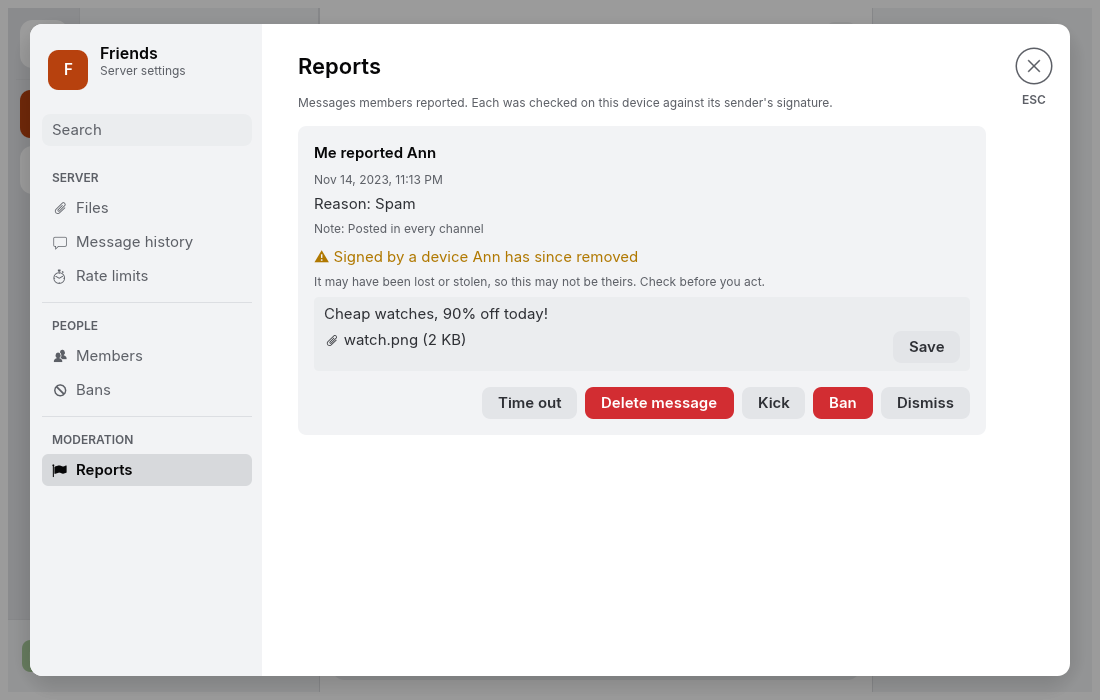 F
Friends
Server settings
Search
SERVER
Files
Message history
Rate limits
PEOPLE
Members
Bans
MODERATION
Reports
Reports
Messages members reported. Each was checked on this device against its sender's signature.
Me reported Ann
Nov 14, 2023, 11:13 PM
Reason: Spam
Note: Posted in every channel
Signed by a device Ann has since removed
It may have been lost or stolen, so this may not be theirs. Check before you act.
Cheap watches, 90% off today!
watch.png (2 KB)
Save
Time out
Delete message
Kick
Ban
Dismiss
ESC